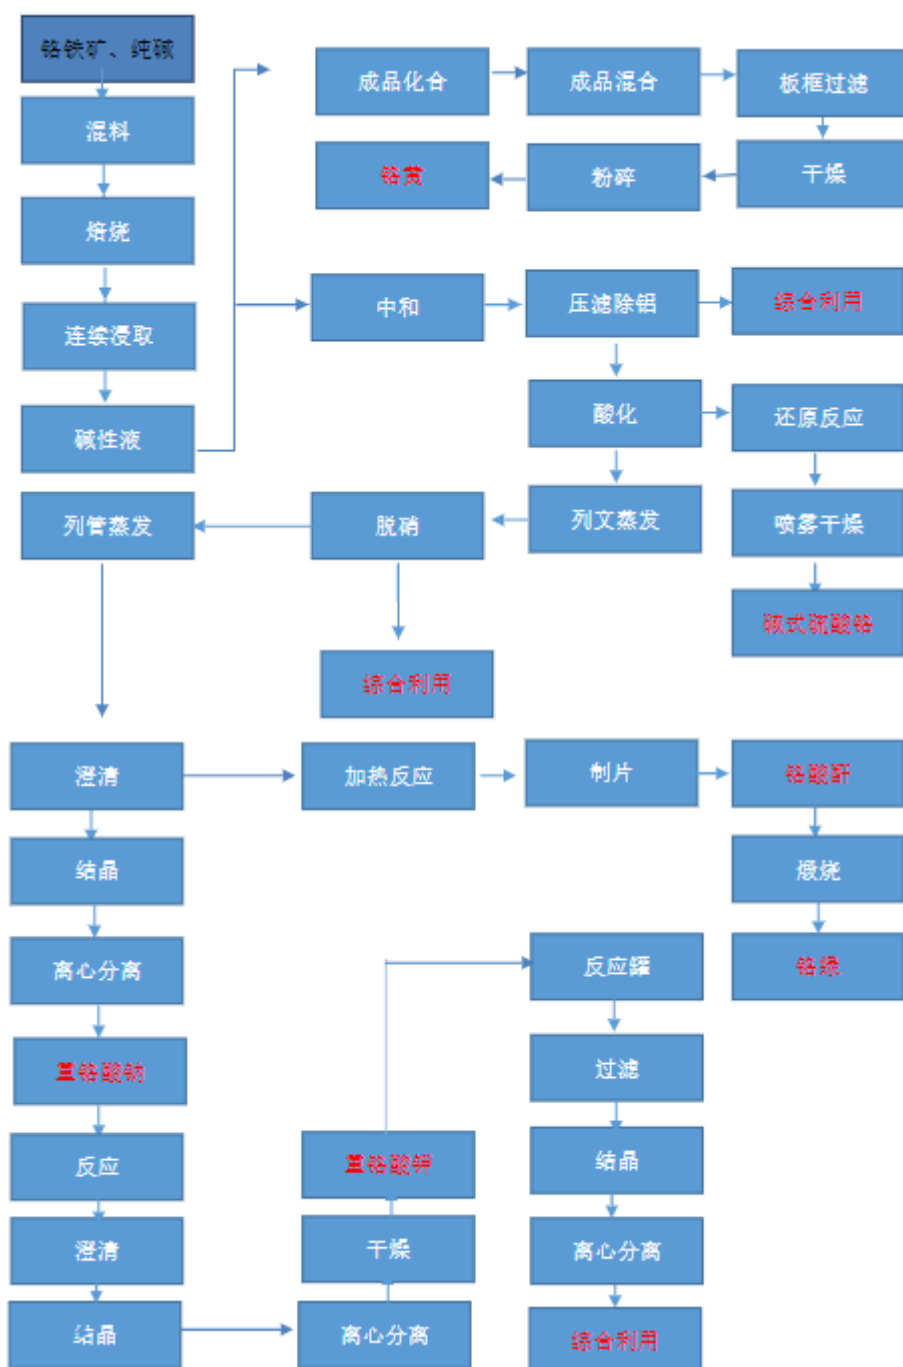 铬铁矿、纯碱
混料
焙烧
连续浸取
碱性液
成品化合
成品混合
板框过滤
干燥
粉碎
铬黄
中和
压滤除铝
综合利用
酸化
还原反应
喷雾干燥
碱式硫酸铬
列文蒸发
脱硝
综合利用
列管蒸发
澄清
加热反应
制片
铬酸酐
煅烧
铬绿
结晶
离心分离
重铬酸钠
反应
澄清
结晶
离心分离
干燥
重铬酸钾
反应罐
过滤
结晶
离心分离
综合利用